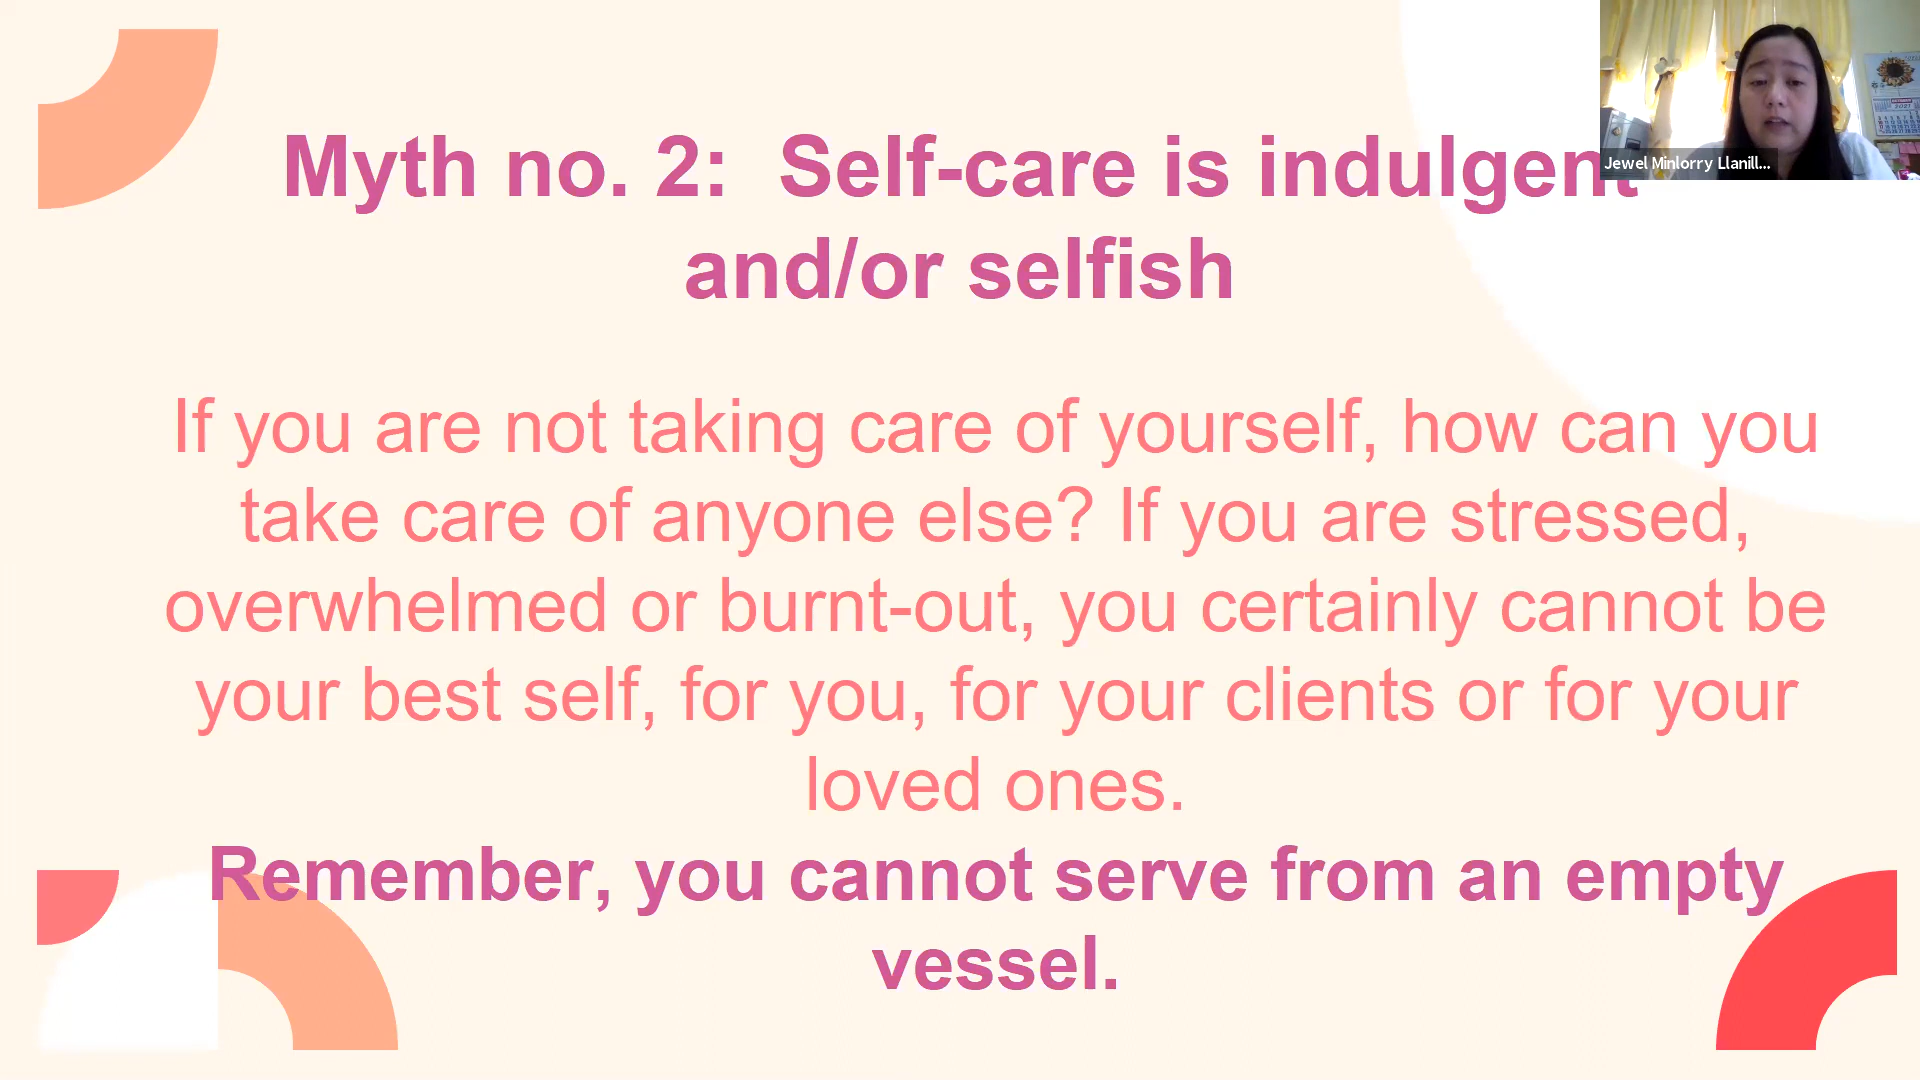 Myth no. 2:  Self-care is indulgent
and/or selfish
Jewel Minlorry Llanill...
If you are not taking care of yourself, how can you
take care of anyone else? If you are stressed,
overwhelmed or burnt-out, you certainly cannot be
your best self, for you, for your clients or for your
loved ones.
Remember, you cannot serve from an empty
vessel.